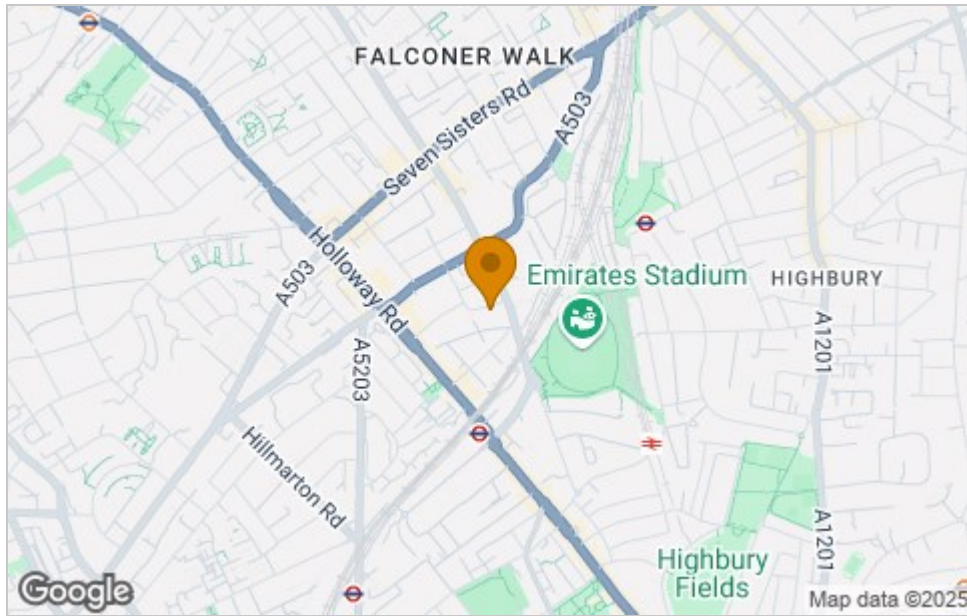 FALCONER WALK
Seven Sisters Rd
A503
Holloway Rd
A503
Emirates Stadium
HIGHBURY
A5203
A1201
Hillmarton Rd
A1201
Highbury
Fields
Google
Map data ©2025